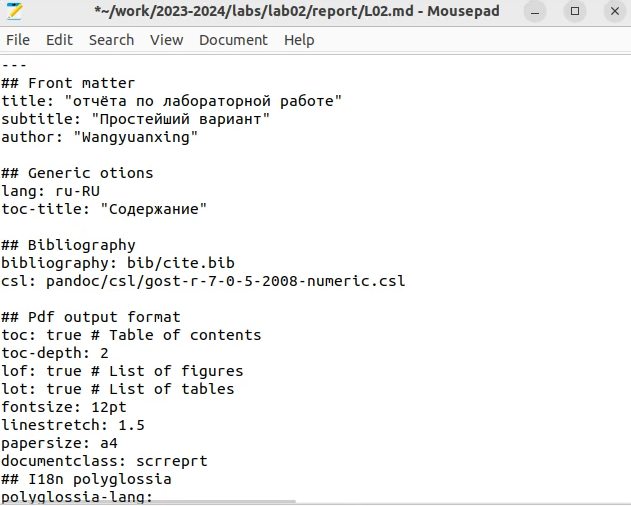 *~/work/2023-2024/labs/lab02/report/L02.md - Mousepad
File Edit Search View Document Help
---
## Front matter
title: "отчёта по лабораторной работе"
subtitle: "Простейший вариант"
author: "Wangyuanxing"
## Generic otions
lang: ru-RU
toc-title: "Содержание"
## Bibliography
bibliography: bib/cite.bib
csl: pandoc/csl/gost-r-7-0-5-2008-numeric.csl
## Pdf output format
toc: true # Table of contents
toc-depth: 2
lof: true # List of figures
lot: true # List of tables
fontsize: 12pt
linestretch: 1.5
papersize: a4
documentclass: scrreprt
## I18n polyglossia
polyglossia-lang: